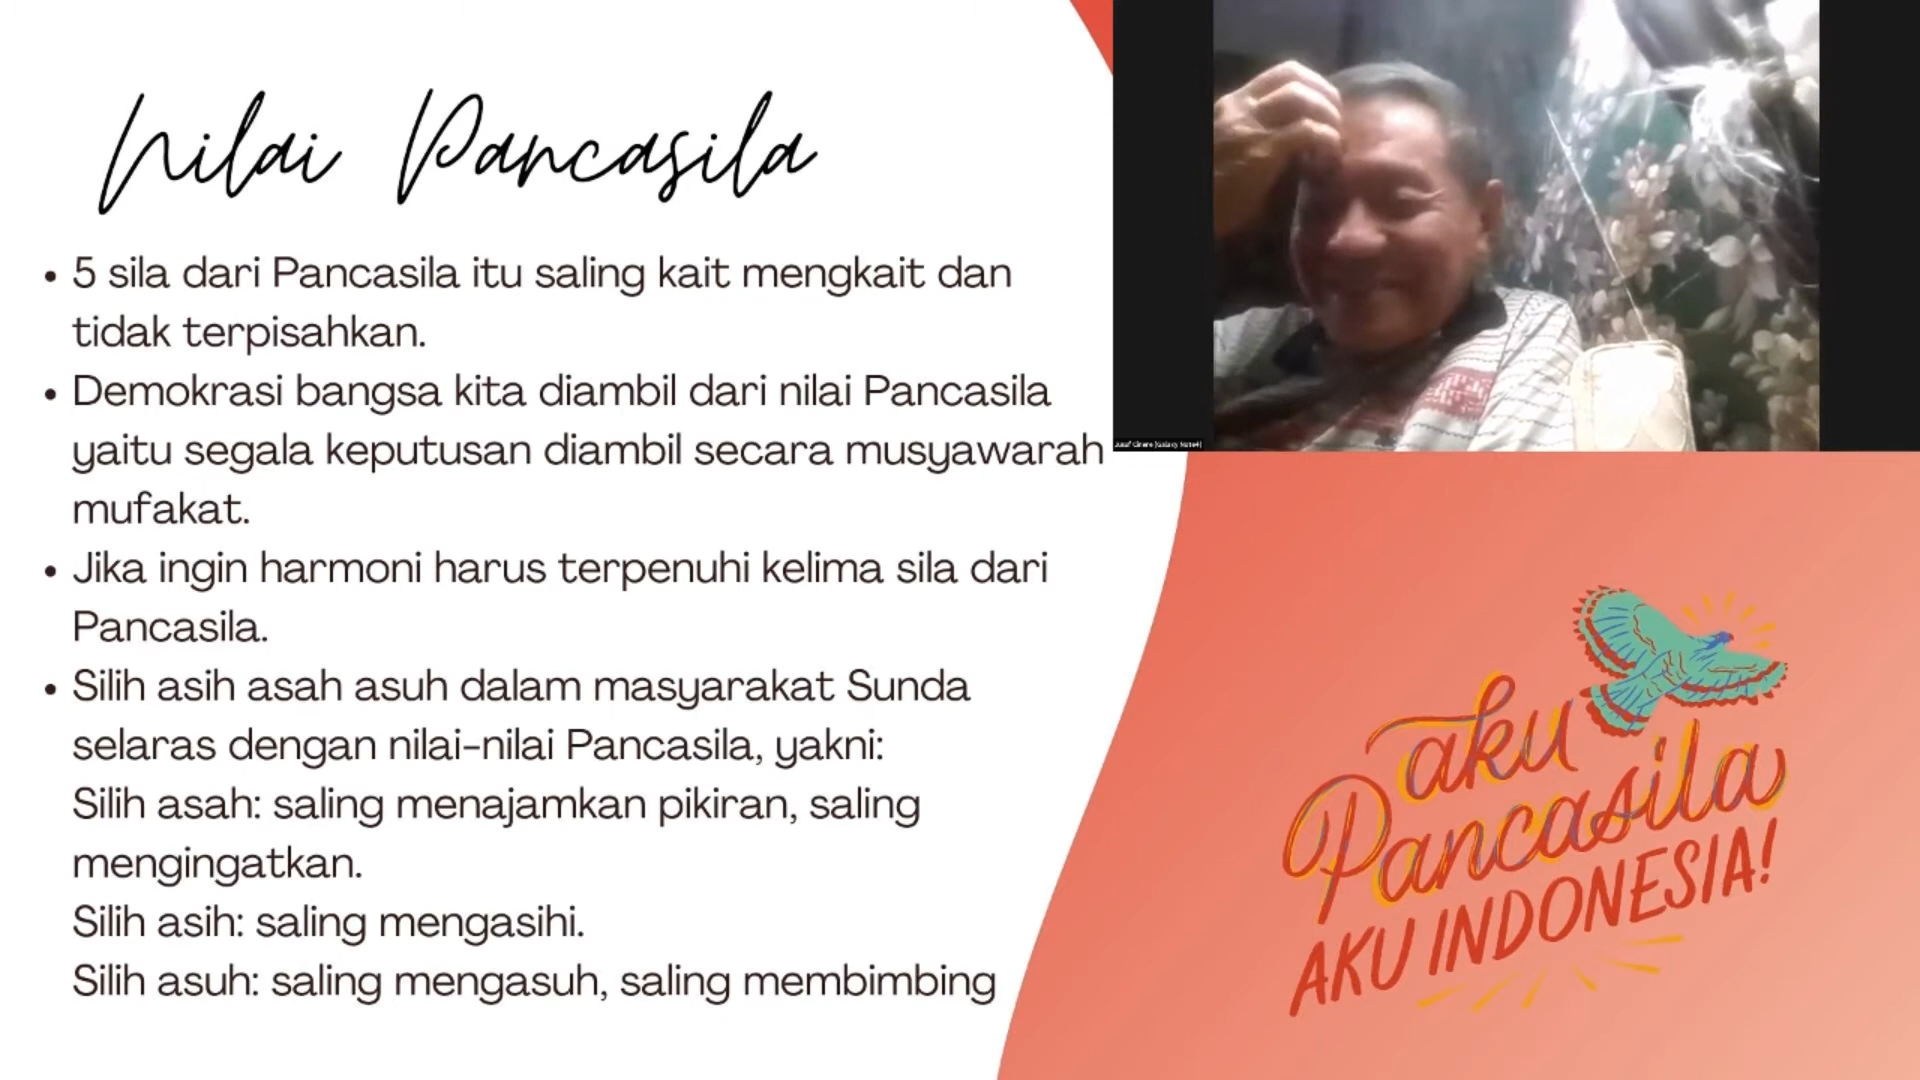 Nilai Pancasila
• 5 sila dari Pancasila itu saling kait mengkait dan
tidak terpisahkan.
• Demokrasi bangsa kita diambil dari nilai Pancasila
yaitu segala keputusan diambil secara musyawarah
mufakat.
• Jika ingin harmoni harus terpenuhi kelima sila dari
Pancasila.
• Silih asih asah asuh dalam masyarakat Sunda
selaras dengan nilai-nilai Pancasila, yakni:
Silih asah: saling menajamkan pikiran, saling
mengingatkan.
Silih asih: saling mengasihi.
Silih asuh: saling mengasuh, saling membimbing
(Galaxy Note4)
aku
Pancasila
AKU INDONESIA!